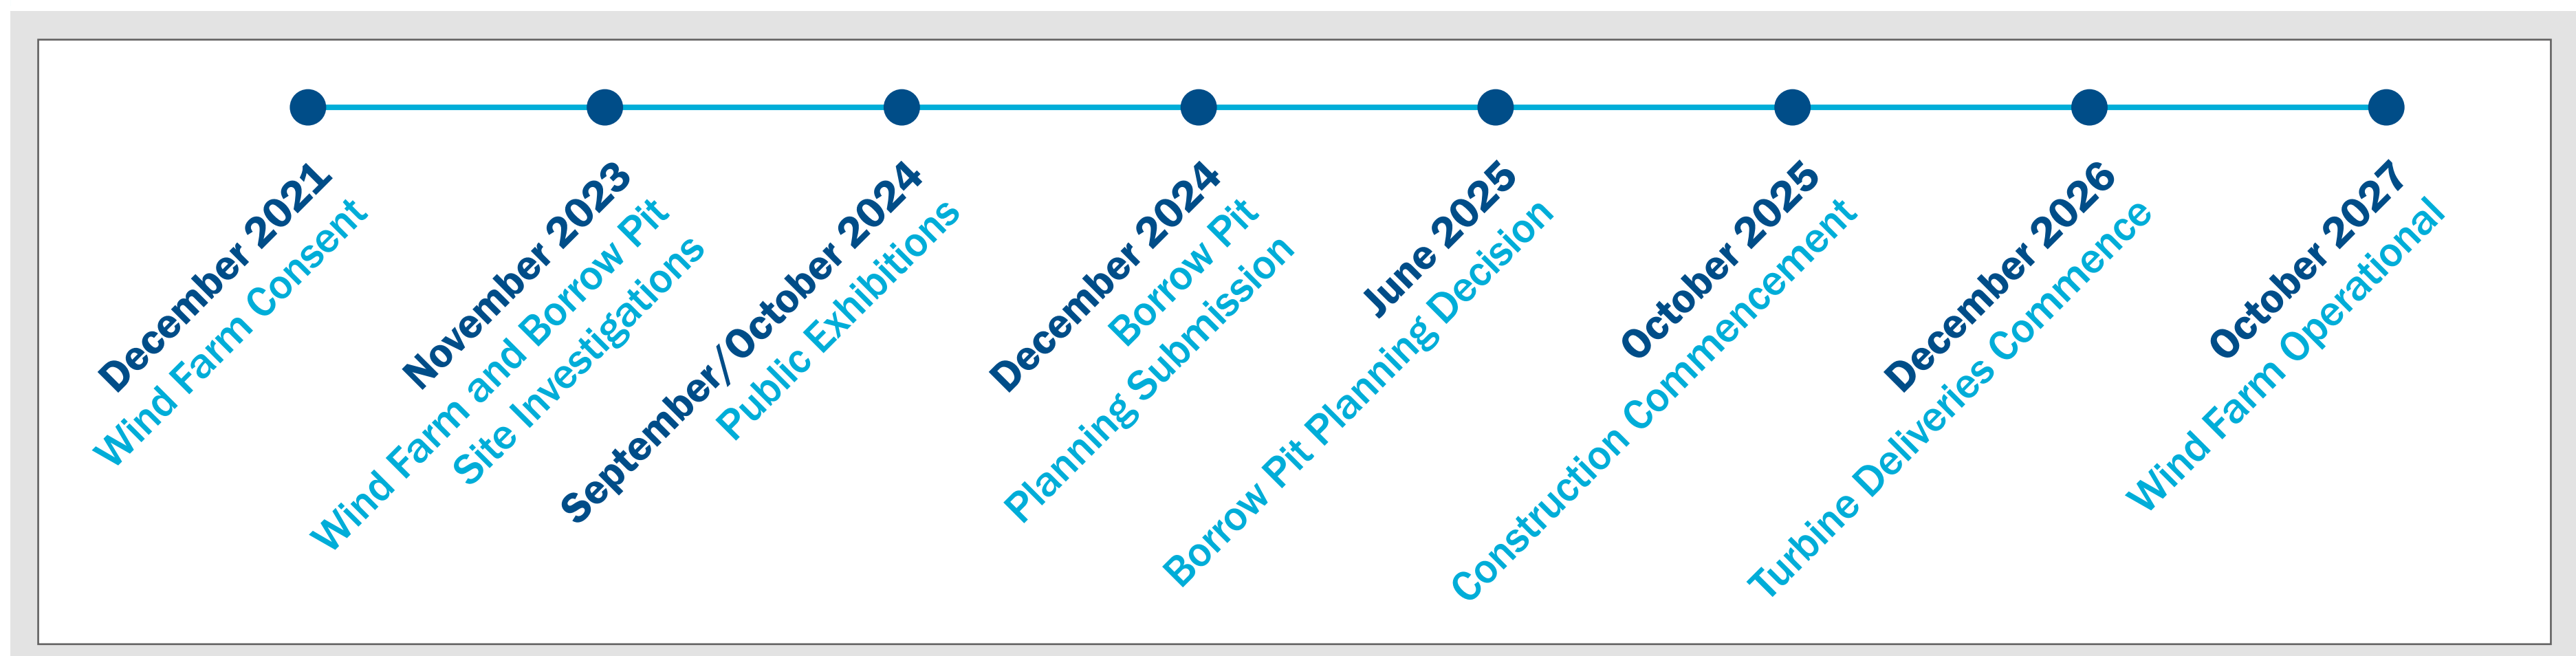 December 2021
Wind Farm Consent
November 2023
Wind Farm and Borrow Pit
Site Investigations
September/October 2024
Public Exhibitions
December 2024
Borrow Pit
Planning Submission
June 2025
Borrow Pit Planning Decision
October 2025
Construction Commencement
December 2026
Turbine Deliveries Commence
October 2027
Wind Farm Operational